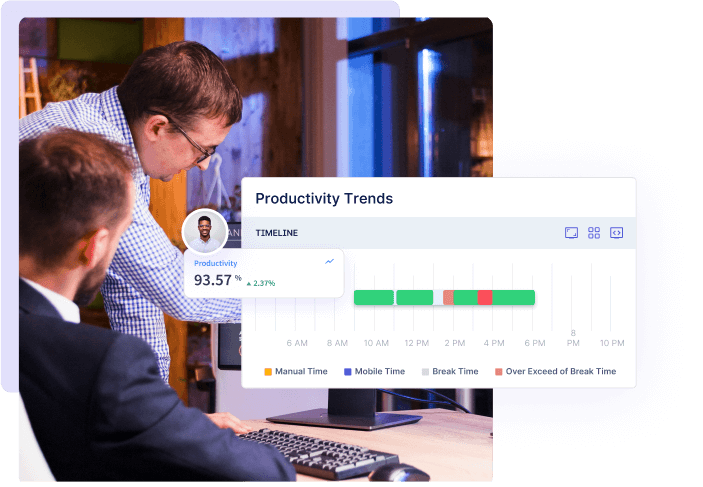 Productivity Trends
TIMELINE
Productivity
93.57 %
▲ 2.37%
6 AM 8 AM 10 AM 12 PM 2 PM 4 PM 6 PM 8 PM 10 PM
Manual Time Mobile Time Break Time Over Exceed of Break Time